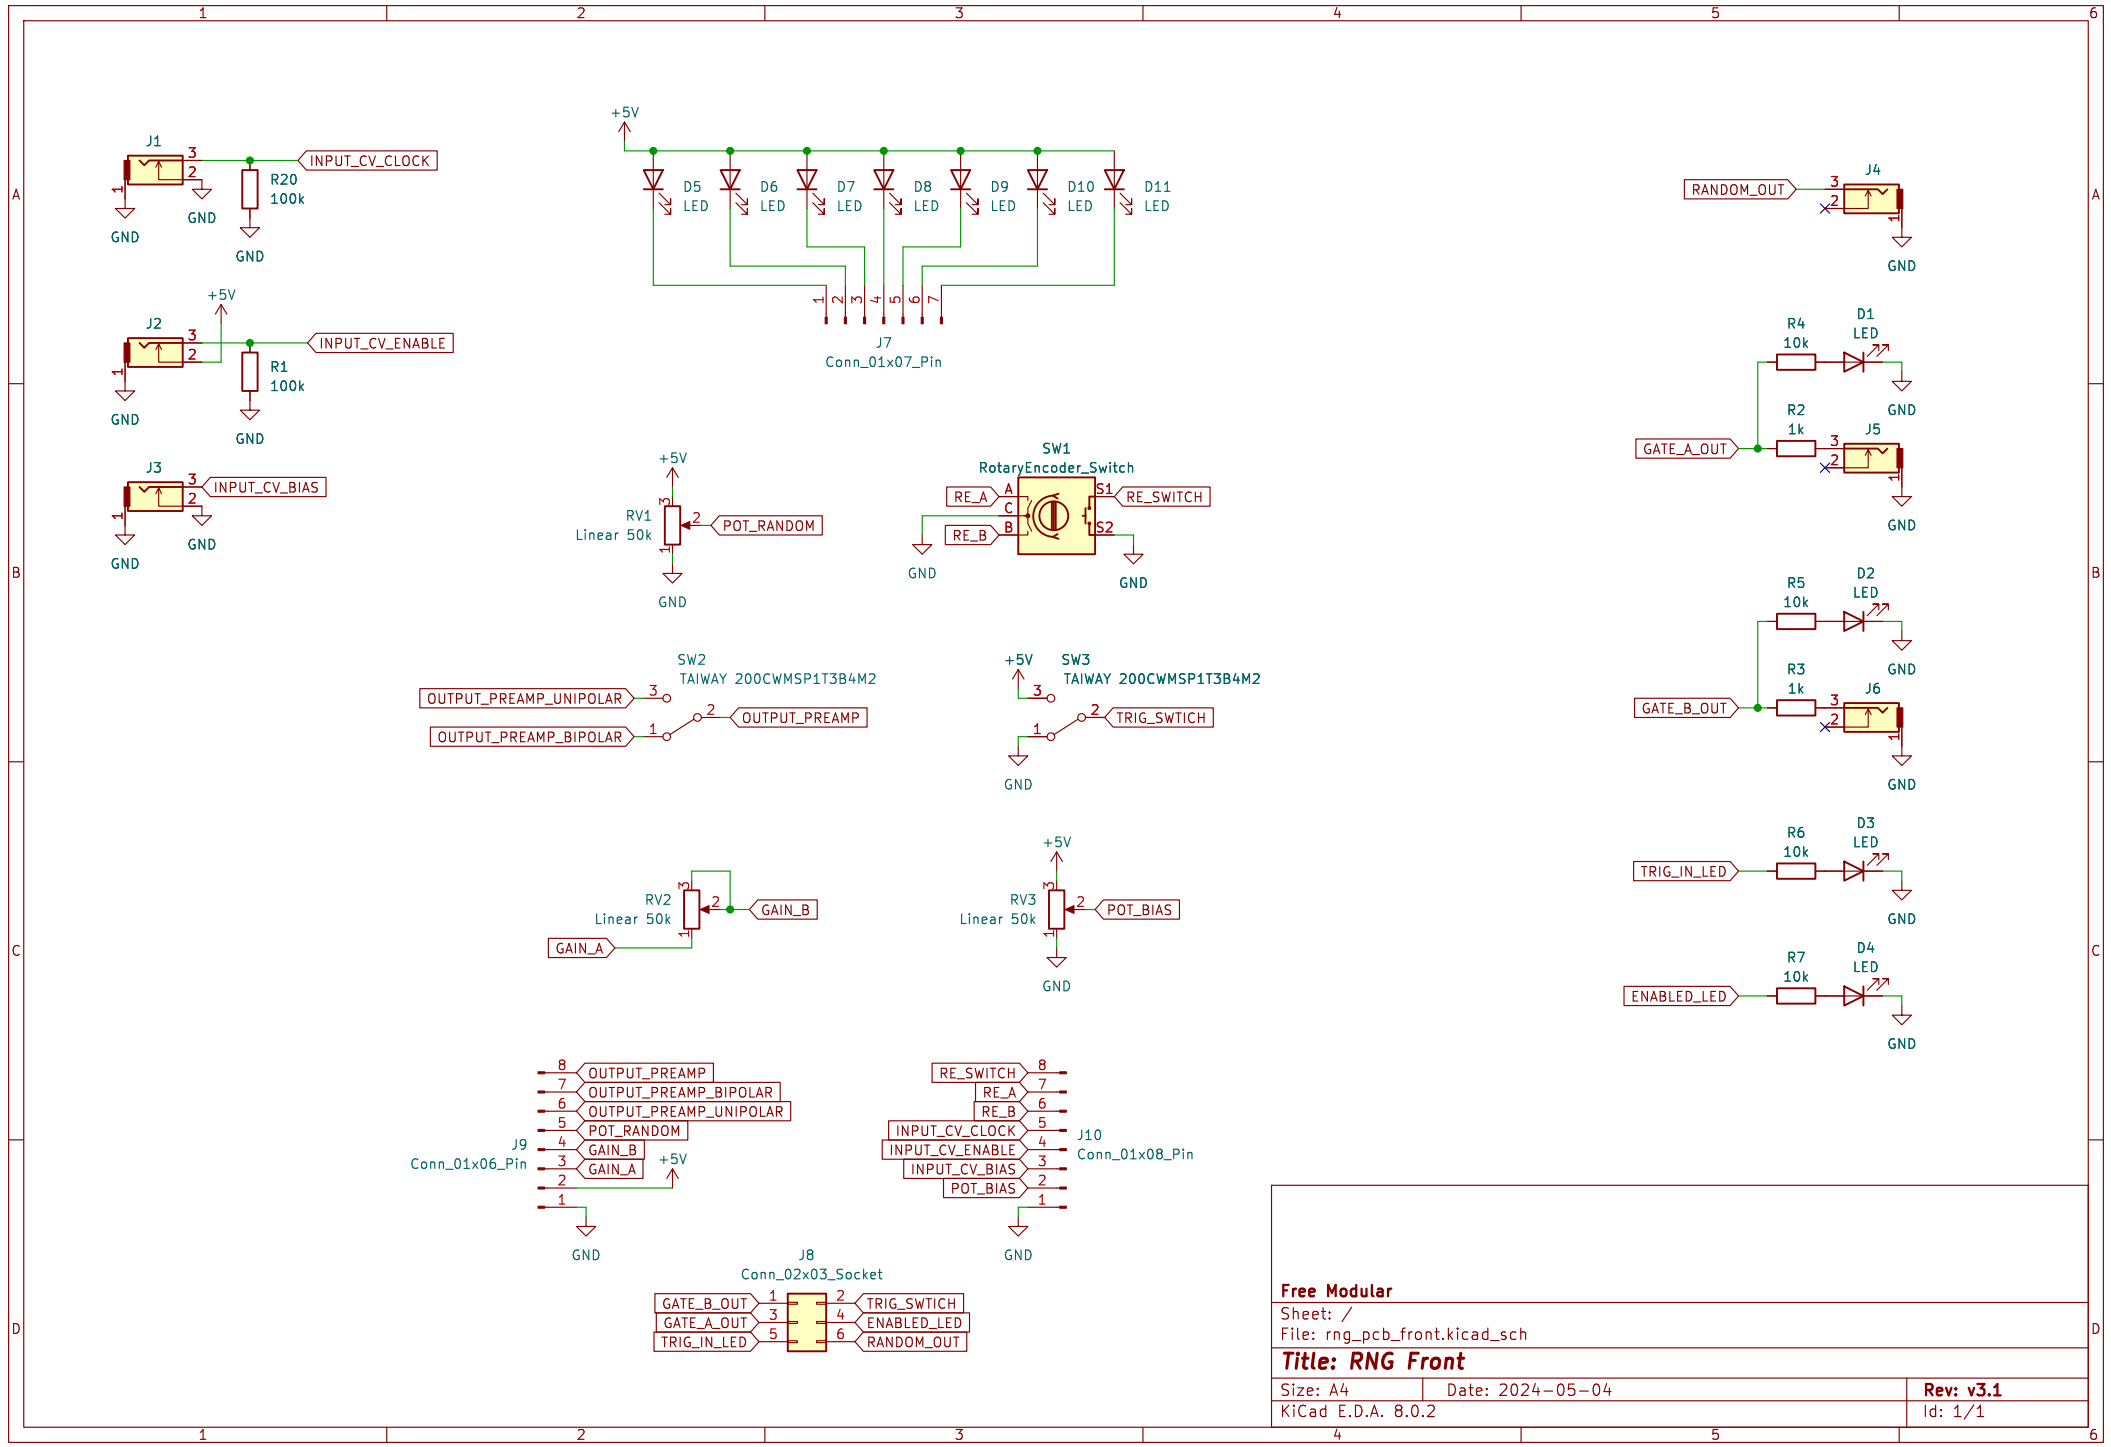 1 2 3 4 5 6
A A
B B
C C
D D
J1
3
2
1
GND
GND
R20
100k
GND
INPUT_CV_CLOCK
+5V
J2
3
2
1
GND
R1
100k
GND
INPUT_CV_ENABLE
J3
3
2
1
GND
GND
INPUT_CV_BIAS
+5V
D5
LED
D6
LED
D7
LED
D8
LED
D9
LED
D10
LED
D11
LED
1 2 3 4 5 6 7
J7
Conn_01x07_Pin
+5V
RV1
Linear 50k
3
2
1
POT_RANDOM
GND
SW1
RotaryEncoder_Switch
RE_A
A
C
RE_B
B
S1
RE_SWITCH
S2
GND
GND
SW2
TAIWAY 200CWMSP1T3B4M2
OUTPUT_PREAMP_UNIPOLAR
3
2
OUTPUT_PREAMP
OUTPUT_PREAMP_BIPOLAR
1
+5V
SW3
TAIWAY 200CWMSP1T3B4M2
3
2
TRIG_SWTICH
1
GND
RV2
Linear 50k
3
2
1
GAIN_B
GAIN_A
+5V
RV3
Linear 50k
3
2
1
POT_BIAS
GND
J9
Conn_01x06_Pin
8 OUTPUT_PREAMP
7 OUTPUT_PREAMP_BIPOLAR
6 OUTPUT_PREAMP_UNIPOLAR
5 POT_RANDOM
4 GAIN_B
3 GAIN_A
2
+5V
1
GND
RE_SWITCH 8
RE_A 7
RE_B 6
INPUT_CV_CLOCK 5
INPUT_CV_ENABLE 4
INPUT_CV_BIAS 3
POT_BIAS 2
1
GND
J10
Conn_01x08_Pin
J8
Conn_02x03_Socket
GATE_B_OUT 1 2 TRIG_SWTICH
GATE_A_OUT 3 4 ENABLED_LED
TRIG_IN_LED 5 6 RANDOM_OUT
J4
RANDOM_OUT
3
2
1
GND
R4
10k
D1
LED
GND
R2
1k
J5
GATE_A_OUT
3
2
1
GND
R5
10k
D2
LED
GND
R3
1k
J6
GATE_B_OUT
3
2
1
GND
R6
10k
D3
LED
TRIG_IN_LED
GND
R7
10k
D4
LED
ENABLED_LED
GND
Free Modular
Sheet: /
File: rng_pcb_front.kicad_sch
Title: RNG Front
Size: A4 Date: 2024-05-04 Rev: v3.1
KiCad E.D.A. 8.0.2 Id: 1/1
1 2 3 4 5 6